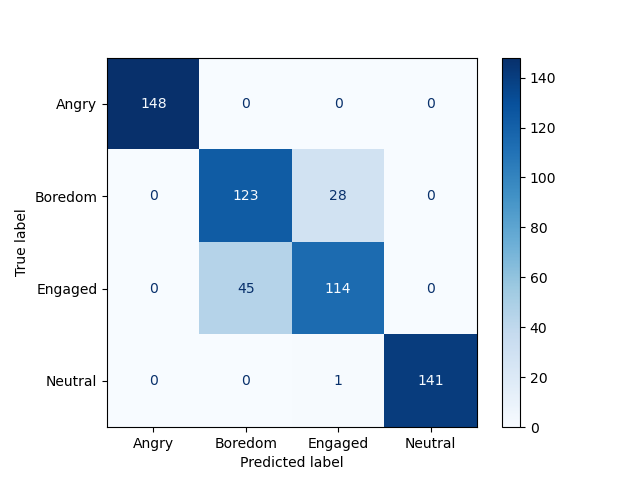 Angry 148 0 0 0
Boredom 0 123 28 0
Engaged 0 45 114 0
Neutral 0 0 1 141
Angry Boredom Engaged Neutral
Predicted label
True label
140
120
100
80
60
40
20
0